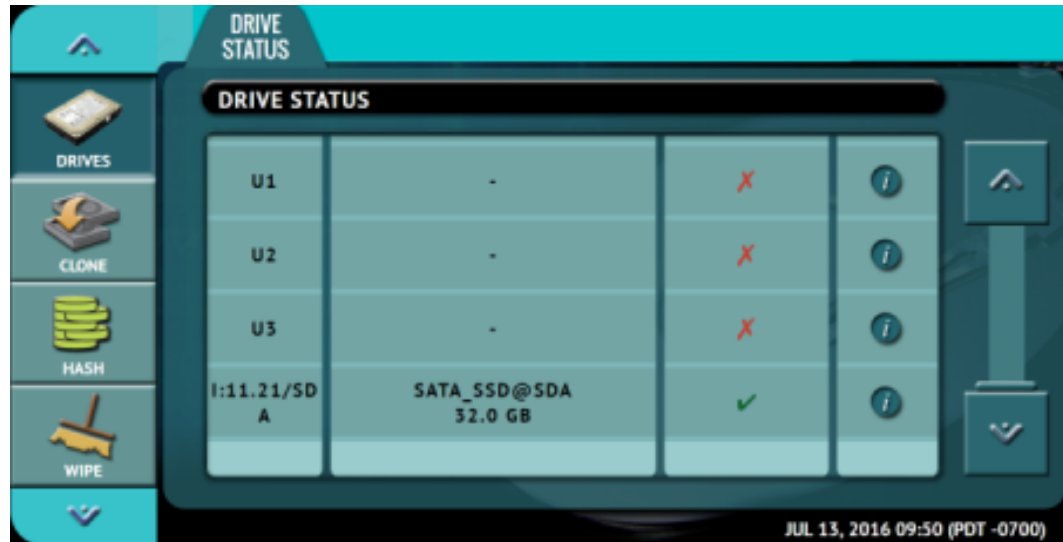 DRIVE
STATUS
DRIVE STATUS
DRIVES
CLONE
HASH
WIPE
U1 - ✗ i
U2 - ✗ i
U3 - ✗ i
I:11.21/SD
A
SATA_SSD@SDA
32.0 GB
✔ i
JUL 13, 2016 09:50 (PDT -0700)